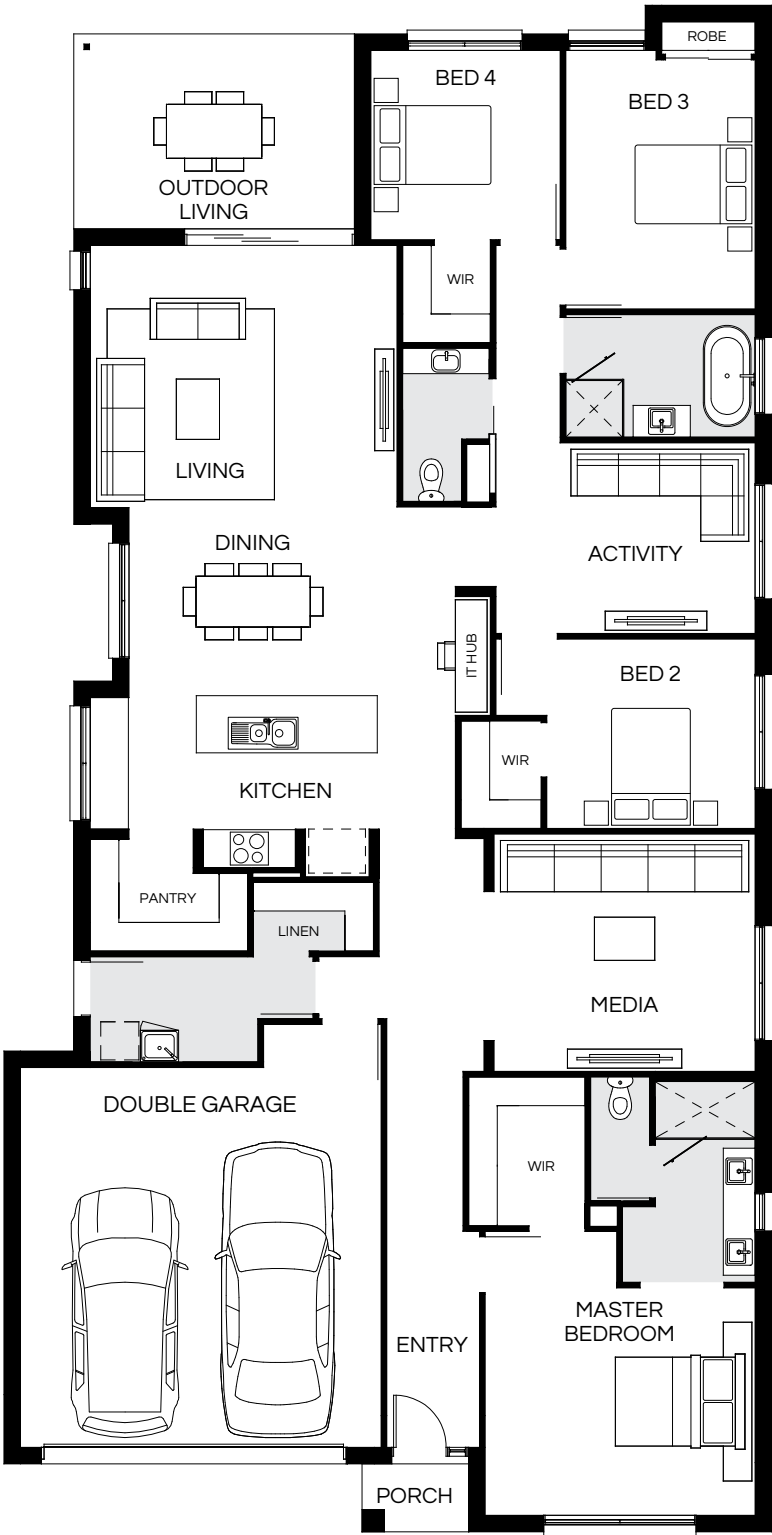 ROBE
BED 4
BED 3
OUTDOOR
LIVING
WIR
LIVING
DINING
ACTIVITY
IT HUB
BED 2
WIR
KITCHEN
PANTRY
LINEN
MEDIA
DOUBLE GARAGE
WIR
MASTER
BEDROOM
ENTRY
PORCH